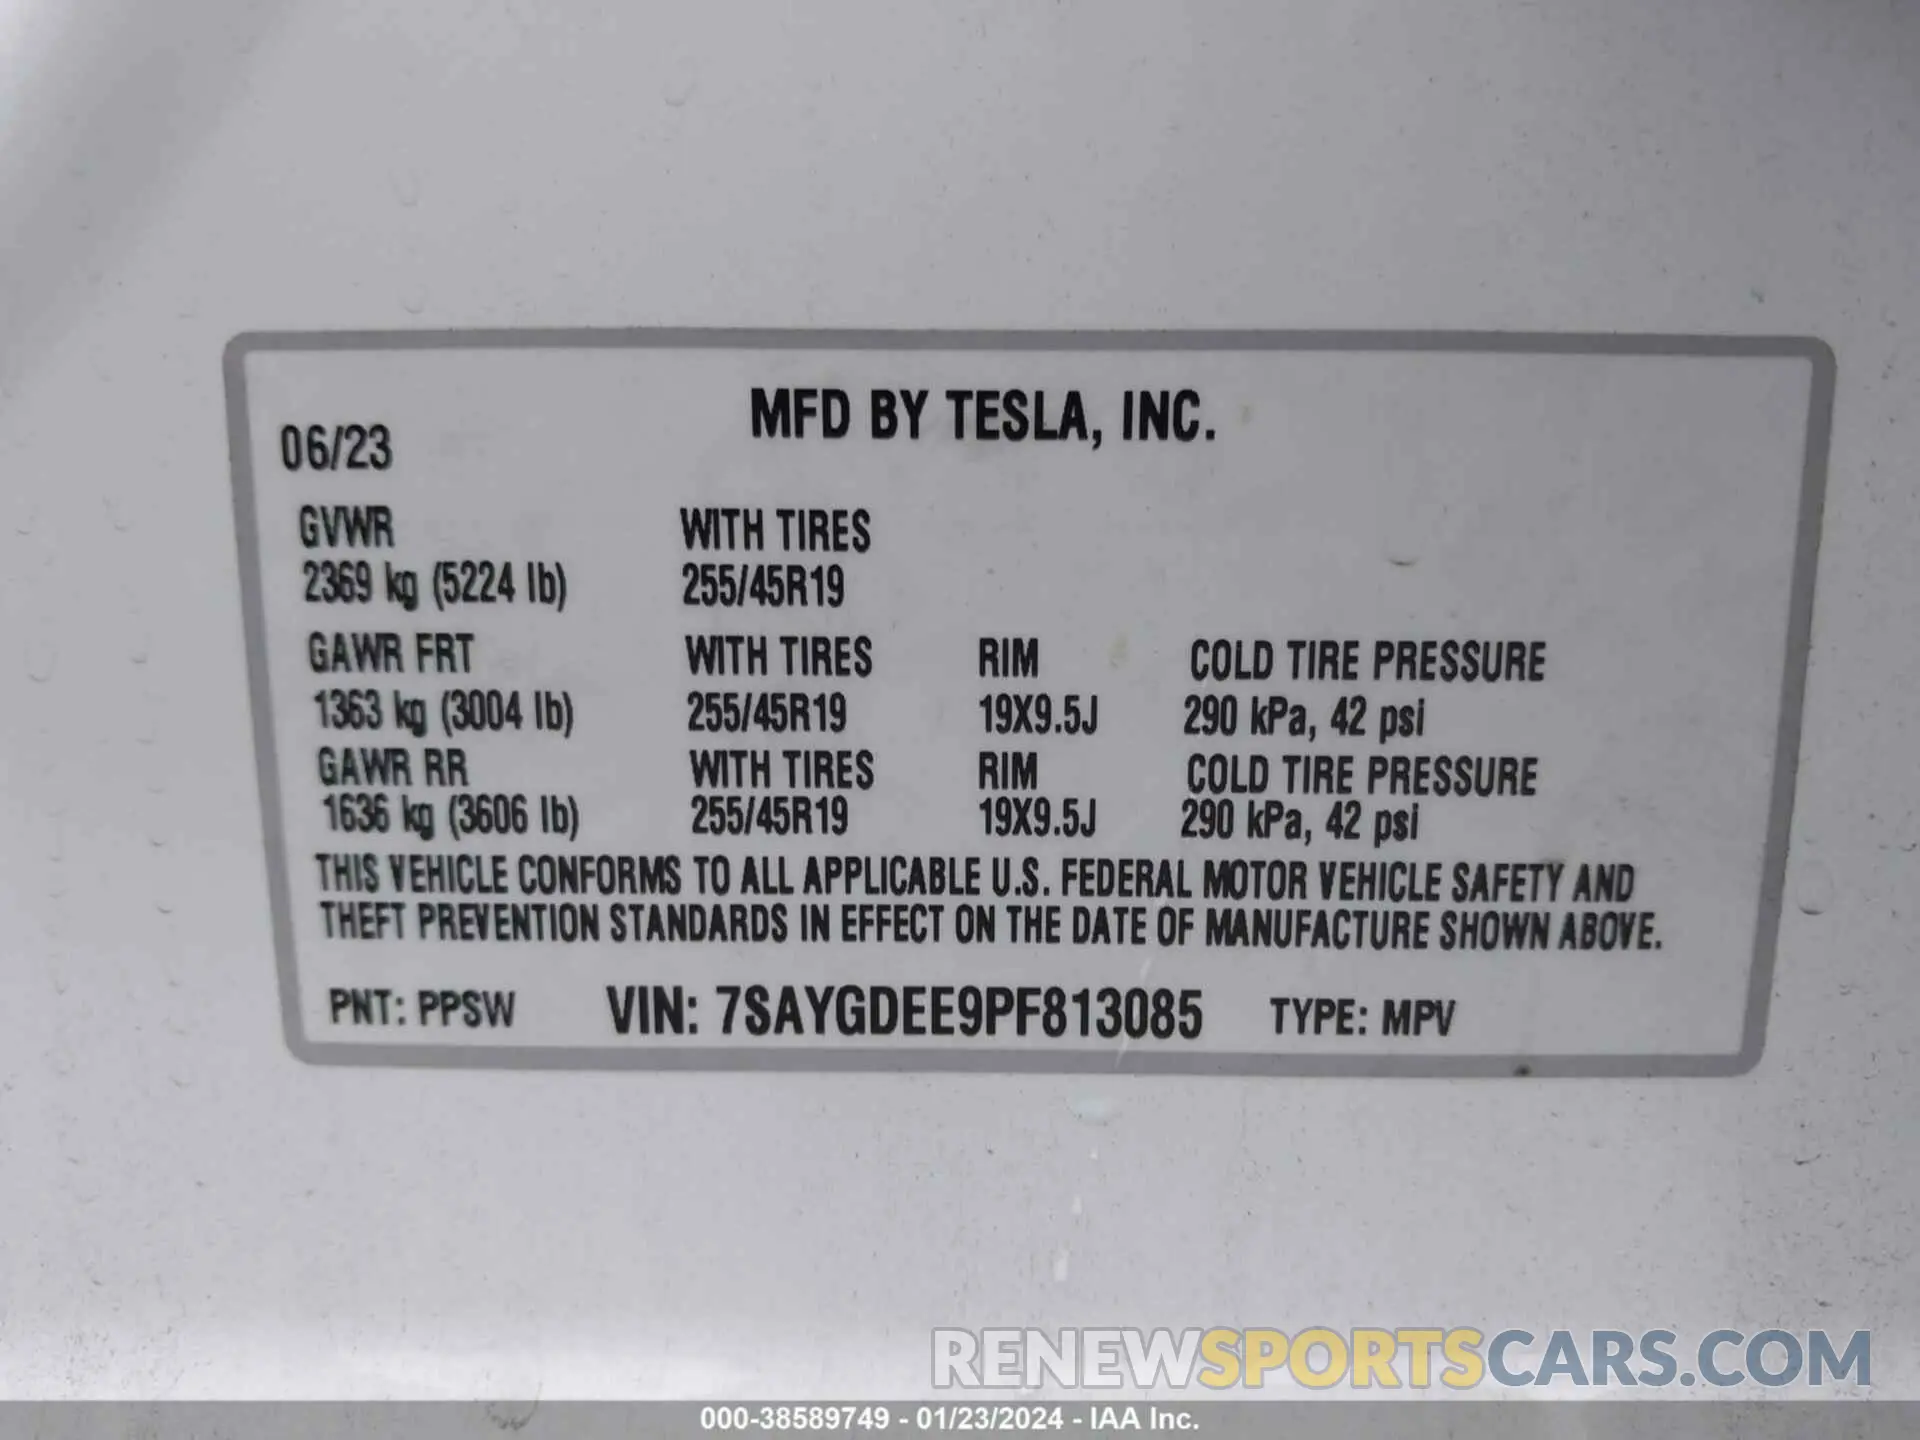 MFD BY TESLA, INC.
06/23
GVWR WITH TIRES
2369 kg (5224 lb) 255/45R19
GAWR FRT WITH TIRES RIM COLD TIRE PRESSURE
1363 kg (3004 lb) 255/45R19 19X9.5J 290 kPa, 42 psi
GAWR RR WITH TIRES RIM COLD TIRE PRESSURE
1636 kg (3606 lb) 255/45R19 19X9.5J 290 kPa, 42 psi
THIS VEHICLE CONFORMS TO ALL APPLICABLE U.S. FEDERAL MOTOR VEHICLE SAFETY AND
THEFT PREVENTION STANDARDS IN EFFECT ON THE DATE OF MANUFACTURE SHOWN ABOVE.
PNT: PPSW VIN: 7SAYGDEE9PF813085 TYPE: MPV
RENEWSPORTSCARS.COM
000-38589749 - 01/23/2024 - IAA Inc.